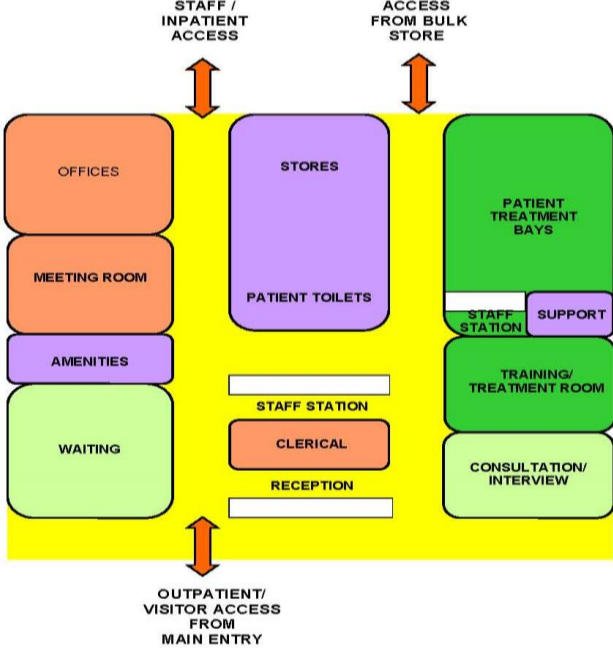 STAFF /
INPATIENT
ACCESS
ACCESS
FROM BULK
STORE
OFFICES
STORES
PATIENT
TREATMENT
BAYS
MEETING ROOM
PATIENT TOILETS
STAFF
STATION
SUPPORT
AMENITIES
TRAINING/
TREATMENT ROOM
STAFF STATION
WAITING
CLERICAL
CONSULTATION/
INTERVIEW
RECEPTION
OUTPATIENT/
VISITOR ACCESS
FROM
MAIN ENTRY